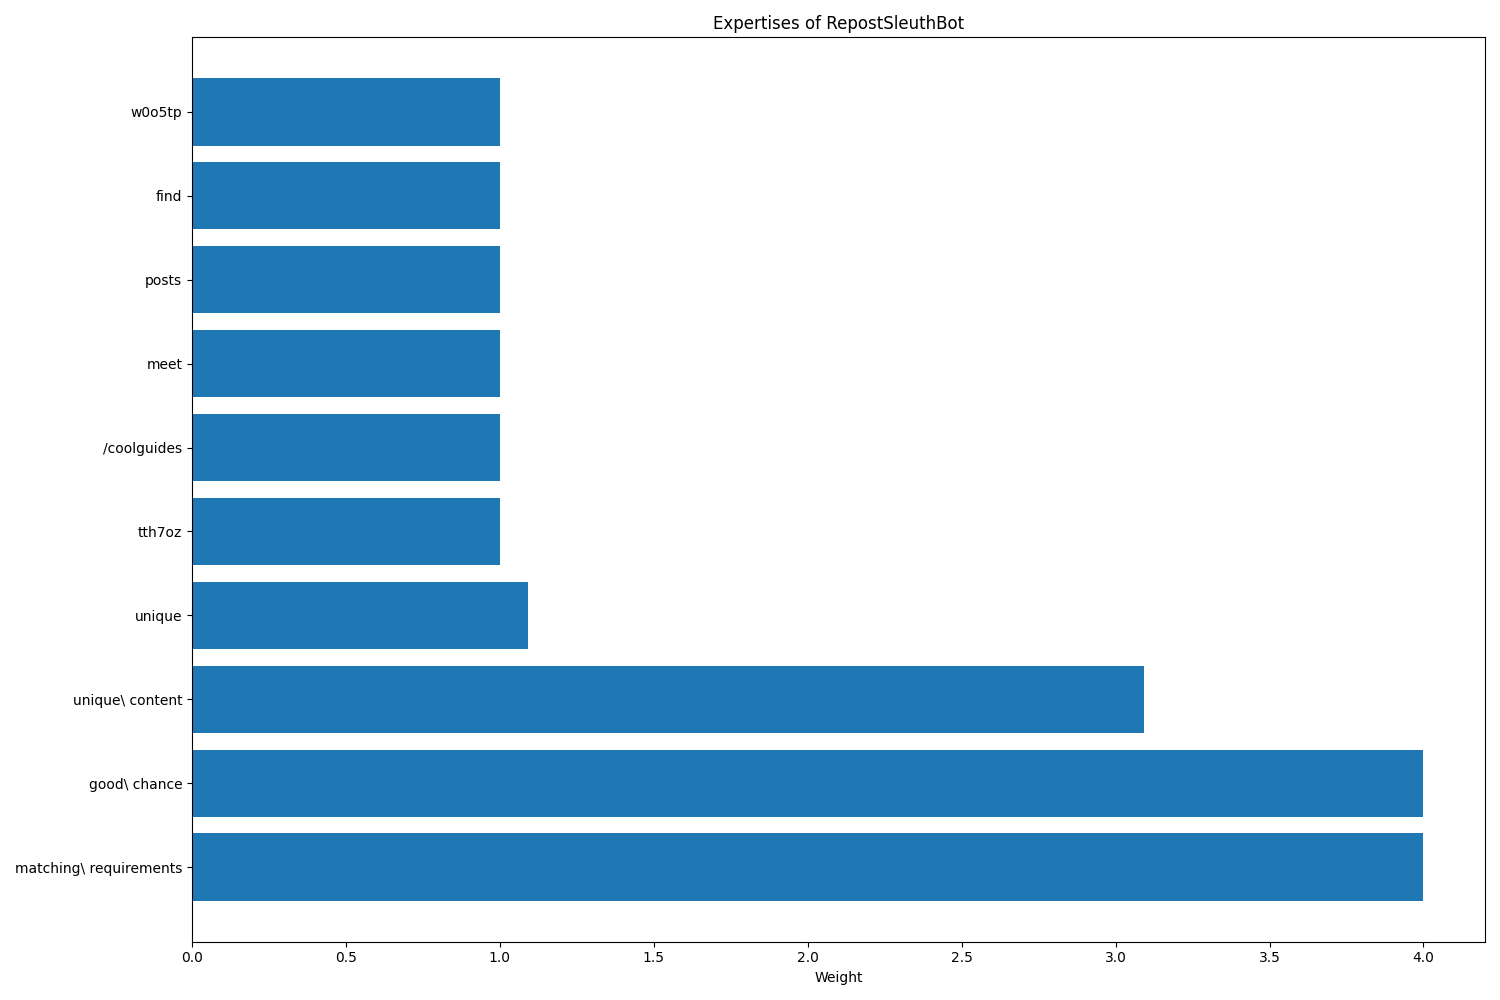 Expertises of RepostSleuthBot
w0o5tp
find
posts
meet
/coolguides
tth7oz
unique
unique\ content
good\ chance
matching\ requirements
0.0 0.5 1.0 1.5 2.0 2.5 3.0 3.5 4.0
Weight